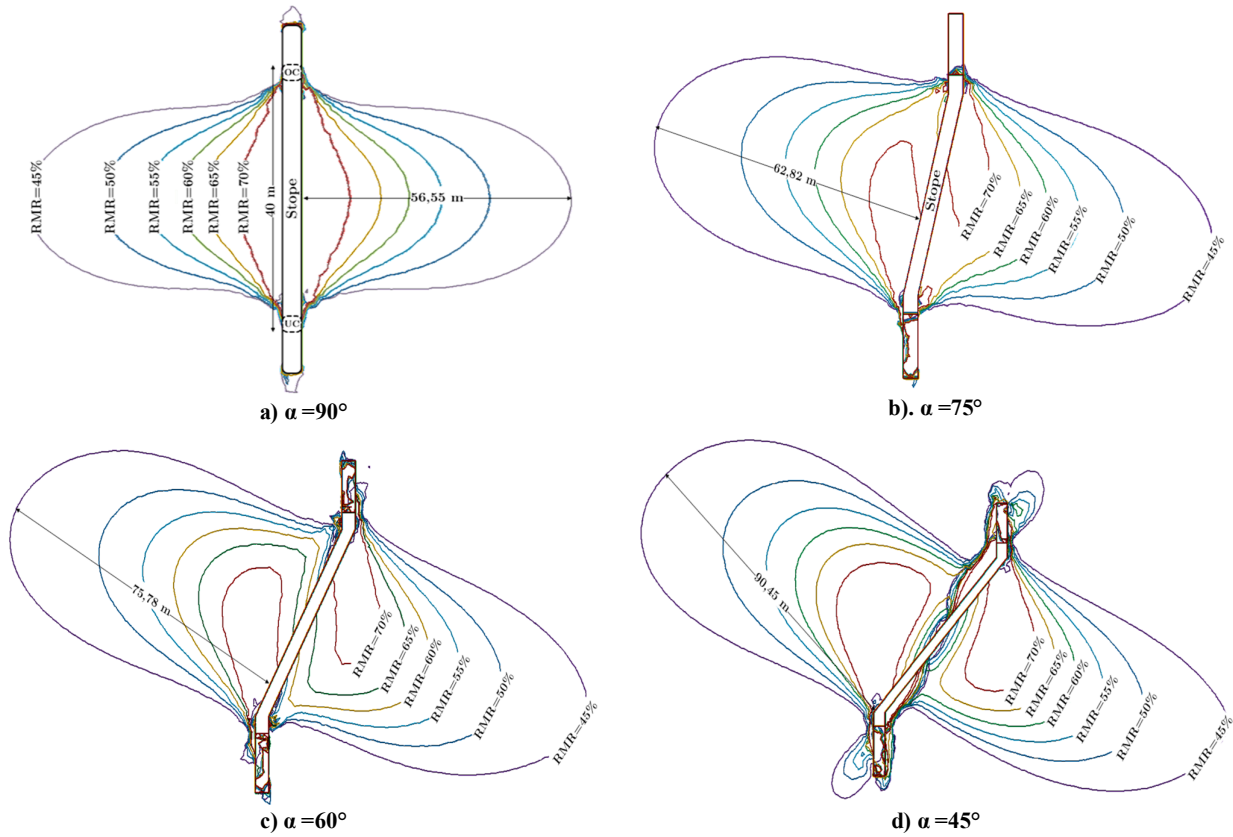 OC
RMR=45%
RMR=50%
RMR=55%
RMR=60%
RMR=65%
RMR=70%
40 m
Stope
56,55 m
UC
a) α =90°
62,82 m
Stope
RMR=70%
RMR=65%
RMR=60%
RMR=55%
RMR=50%
RMR=45%
b). α =75°
75,78 m
RMR=70%
RMR=65%
RMR=60%
RMR=55%
RMR=50%
RMR=45%
c) α =60°
90,45 m
RMR=70%
RMR=65%
RMR=60%
RMR=55%
RMR=50%
RMR=45%
d) α =45°